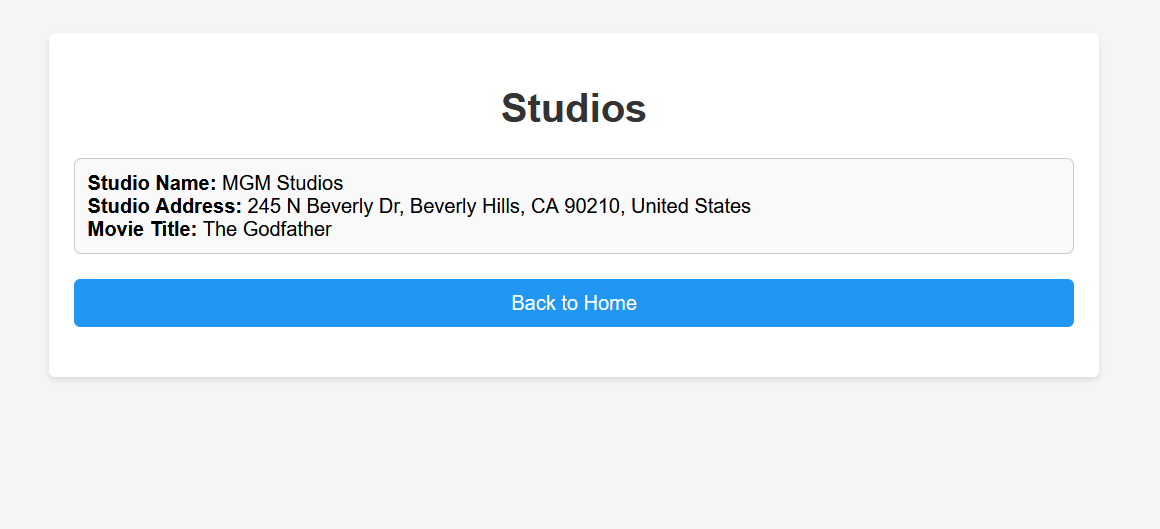 Studios
Studio Name: MGM Studios
Studio Address: 245 N Beverly Dr, Beverly Hills, CA 90210, United States
Movie Title: The Godfather
Back to Home